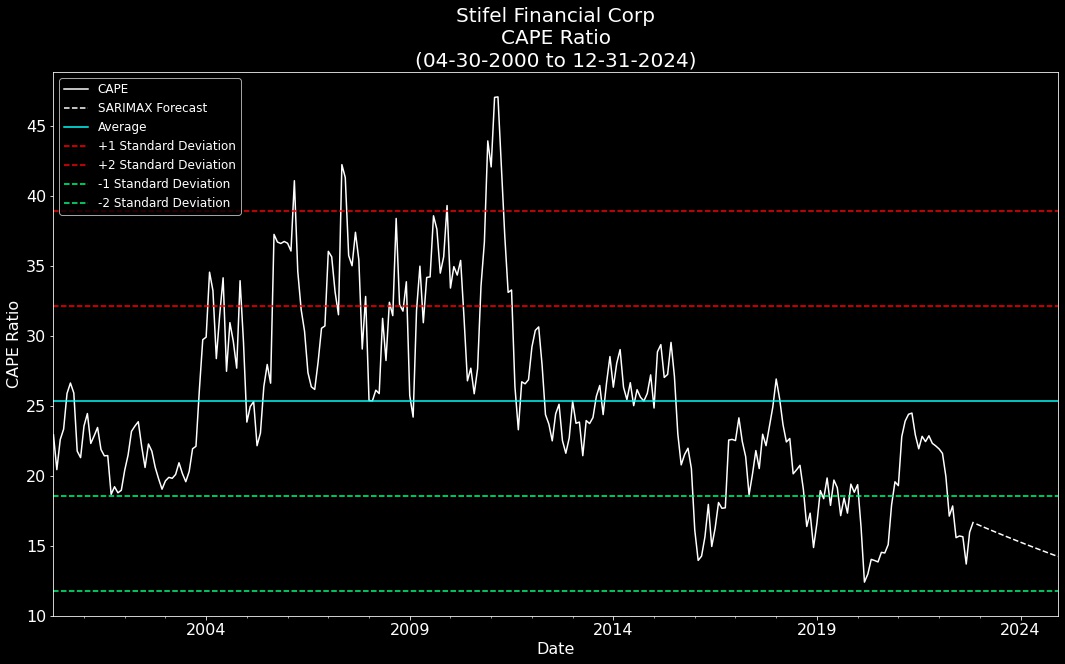 Stifel Financial Corp
CAPE Ratio
(04-30-2000 to 12-31-2024)
CAPE
SARIMAX Forecast
Average
+1 Standard Deviation
+2 Standard Deviation
-1 Standard Deviation
-2 Standard Deviation
CAPE Ratio
45
40
35
30
25
20
15
10
2004 2009 2014 2019 2024
Date